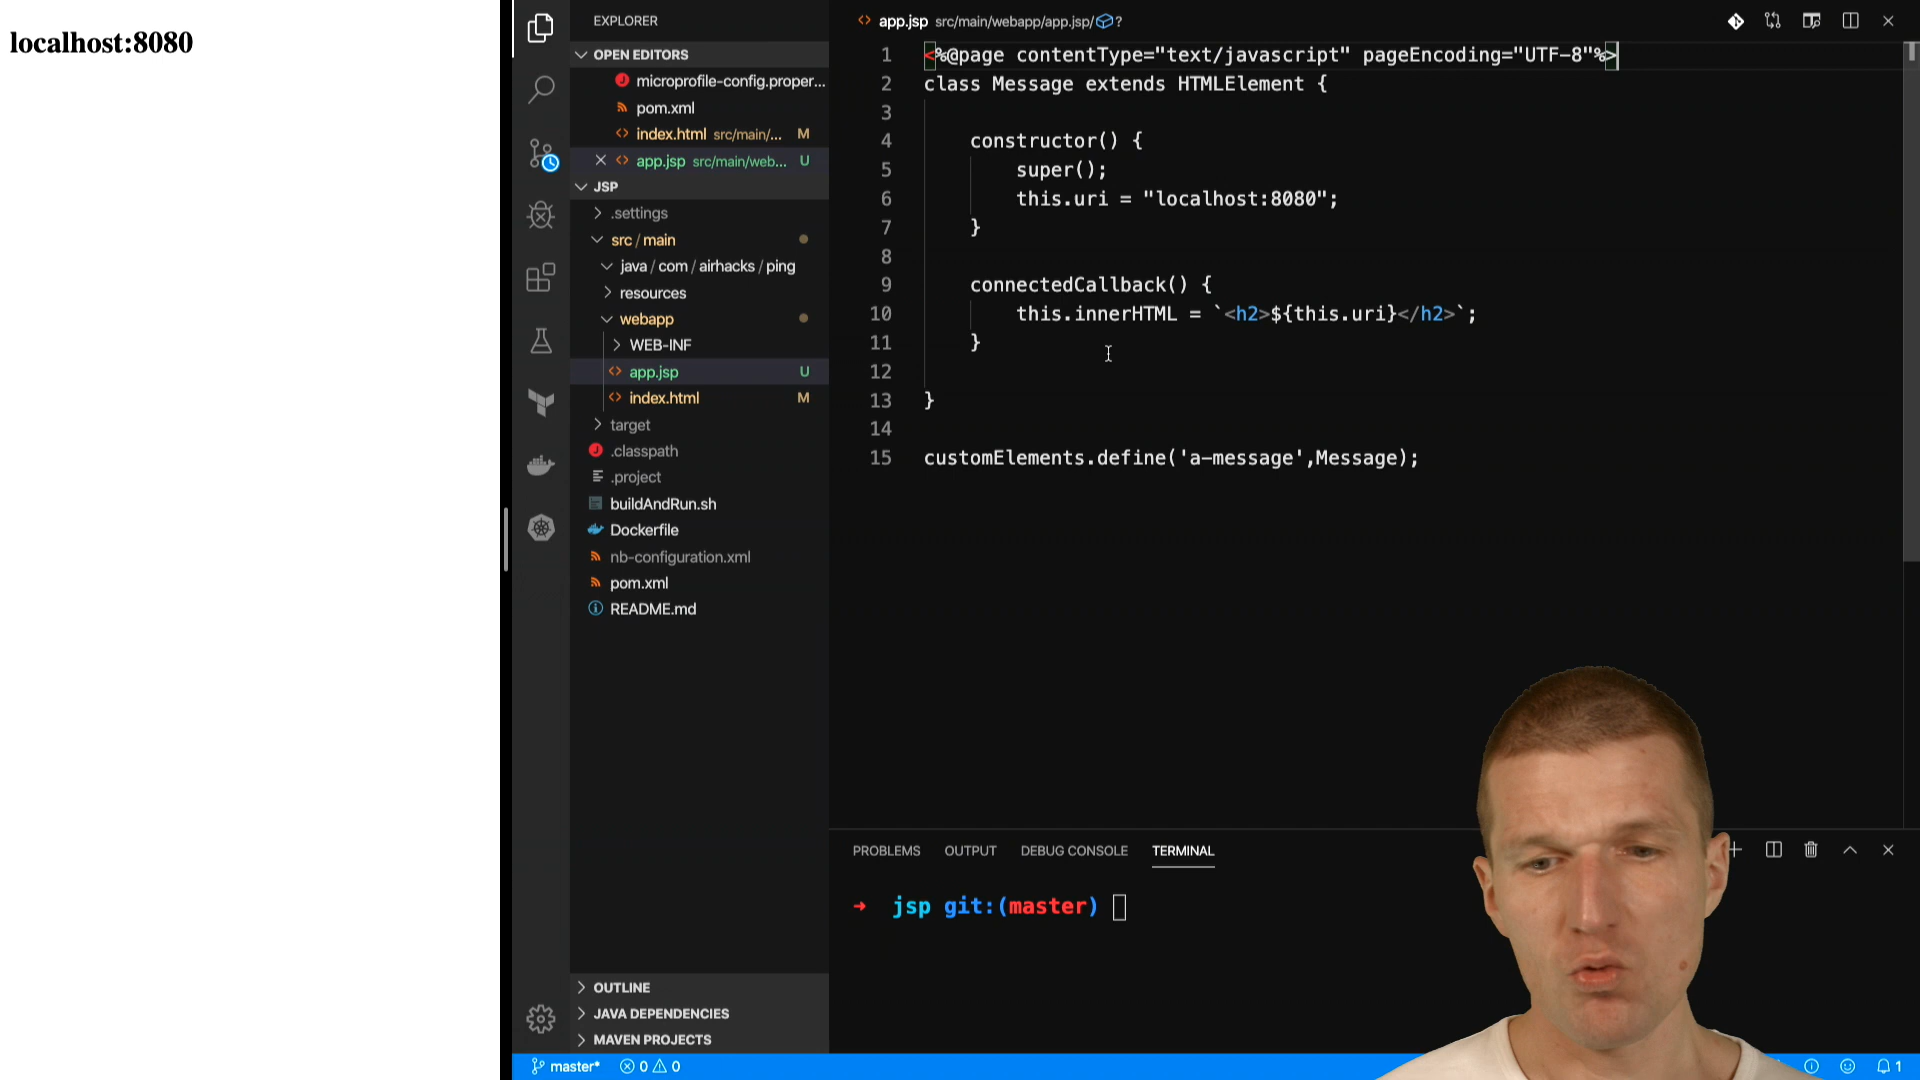 localhost:8080
EXPLORER
OPEN EDITORS
microprofile-config.proper...
pom.xml
index.html src/main/... M
app.jsp src/main/web... U
JSP
.settings
src / main
java / com / airhacks / ping
resources
webapp
WEB-INF
app.jsp U
index.html M
target
.classpath
.project
buildAndRun.sh
Dockerfile
nb-configuration.xml
pom.xml
README.md
OUTLINE
JAVA DEPENDENCIES
MAVEN PROJECTS
app.jsp src/main/webapp/app.jsp/ ?
1 <%@page contentType="text/javascript" pageEncoding="UTF-8"%>
2 class Message extends HTMLElement {
3
4 constructor() {
5 super();
6 this.uri = "localhost:8080";
7 }
8
9 connectedCallback() {
10 this.innerHTML = `<h2>${this.uri}</h2>`;
11 }
12
13 }
14
15 customElements.define('a-message',Message);
PROBLEMS OUTPUT DEBUG CONSOLE TERMINAL
→ jsp git:(master)
master* 0 0 1